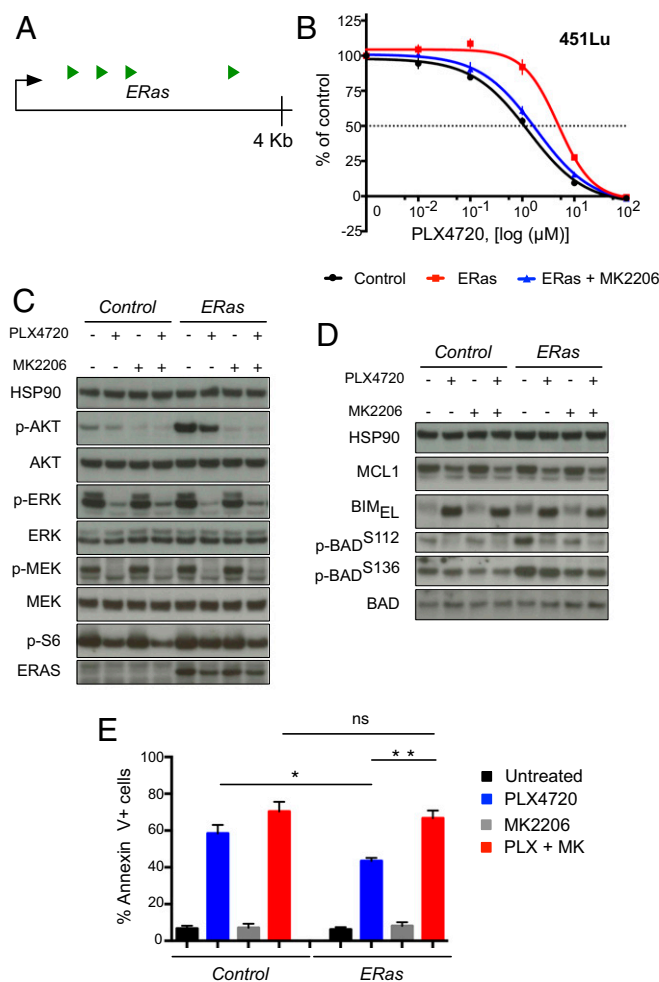 A
ERas
4 Kb
B
451Lu
% of control
125
100
75
50
0
-25
0
10-2
10-1
100
101
102
PLX4720, [log (µM)]
Control
ERas
ERas + MK2206
C
Control
ERas
PLX4720
- + - + - + - +
MK2206
- - + + - - + +
HSP90
p-AKT
AKT
p-ERK
ERK
p-MEK
MEK
p-S6
ERAS
D
Control
ERas
PLX4720
- + - + - + - +
MK2206
- - + + - - + +
HSP90
MCL1
BIMEL
p-BADS112
p-BADS136
BAD
E
ns
*
* *
% Annexin V+ cells
100
80
60
40
20
0
Control
ERas
Untreated
PLX4720
MK2206
PLX + MK